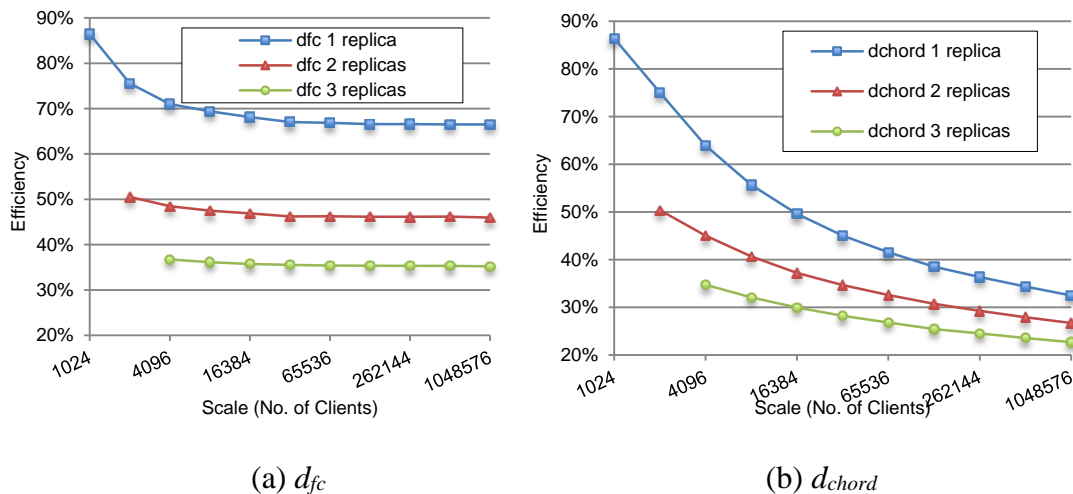 90%
80%
70%
60%
50%
40%
30%
20%
Efficiency
dfc 1 replica
dfc 2 replicas
dfc 3 replicas
1024
4096
16384
65536
262144
1048576
Scale (No. of Clients)
(a) dfc
90%
80%
70%
60%
50%
40%
30%
20%
Efficiency
dchord 1 replica
dchord 2 replicas
dchord 3 replicas
1024
4096
16384
65536
262144
1048576
Scale (No. of Clients)
(b) dchord